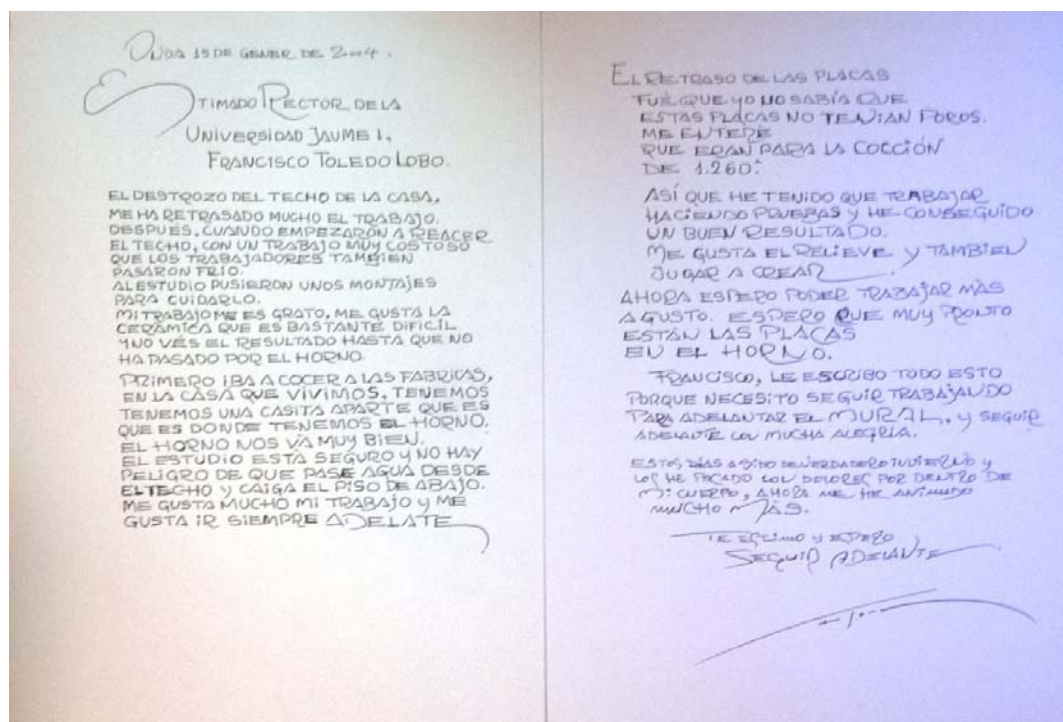 ONDA 15 DE GENER DE 2004.
ESTIMADO RECTOR DE LA
UNIVERSIDAD JAUME I.
FRANCISCO TOLEDO LOBO.
EL DESTROZO DEL TECHO DE LA CASA,
ME HA RETRASADO MUCHO EL TRABAJO.
DESPUÉS, CUANDO EMPEZARON A REACER
EL TECHO, CON UN TRABAJO MUY COSTOSO
QUE LOS TRABAJADORES TAMBIEN
PASARON FRÍO.
AL ESTUDIO PUSIERON UNOS MONTAJES
PARA CUIDARLO.
MI TRABAJO ME ES GRATO, ME GUSTA LA
CERÁMICA QUE ES BASTANTE DIFICIL
Y NO VÉS EL RESULTADO HASTA QUE NO
HA PASADO POR EL HORNO.
PRIMERO IBA A COCER A LAS FABRICAS,
EN LA CASA QUE VIVIMOS, TENEMOS
TENEMOS UNA CASITA APARTE QUE ES
QUE ES DONDE TENEMOS EL HORNO.
EL HORNO NOS VÁ MUY BIEN.
EL ESTUDIO ESTÁ SEGURO Y NO HAY
PELIGRO DE QUE PASE AGUA DESDE
EL TECHO Y CAIGA EL PISO DE ABAJO.
ME GUSTA MUCHO MI TRABAJO Y ME
GUSTA IR SIEMPRE ADELATE
EL RETRASO DE LAS PLACAS
FUÉ QUE YO NO SABÍA QUE
ESTAS PLACAS NO TENIAN POROS.
ME ENTERÉ
QUE ERAN PARA LA COCCIÓN
DE 1.260º
ASÍ QUE HE TENIDO QUE TRABAJAR
HACIENDO PRUEBAS Y HE CONSEGUIDO
UN BUEN RESULTADO.
ME GUSTA EL RELIEVE Y TAMBIEN
JUGAR A CREAR
AHORA ESPERO PODER TRABAJAR MÁS
A GUSTO. ESPERO QUE MUY PRONTO
ESTÁN LAS PLACAS
EN EL HORNO.
FRANCISCO, LE ESCRIBO TODO ESTO
PORQUE NECESITO SEGUIR TRABAJANDO
PARA ADELANTAR EL MURAL, Y SEGUIR
ADELANTE CON MUCHA ALEGRIA.
ESTOS DIAS A SIDO DE VERDADERO INVIERNO Y
LOS HE PASADO CON DOLORES POR DENTRO DE
MI CUERPO, AHORA ME HE ANIMADO
MUCHO MÁS.
TE ESTIMO Y ESPERO
SEGUIR ADELANTE